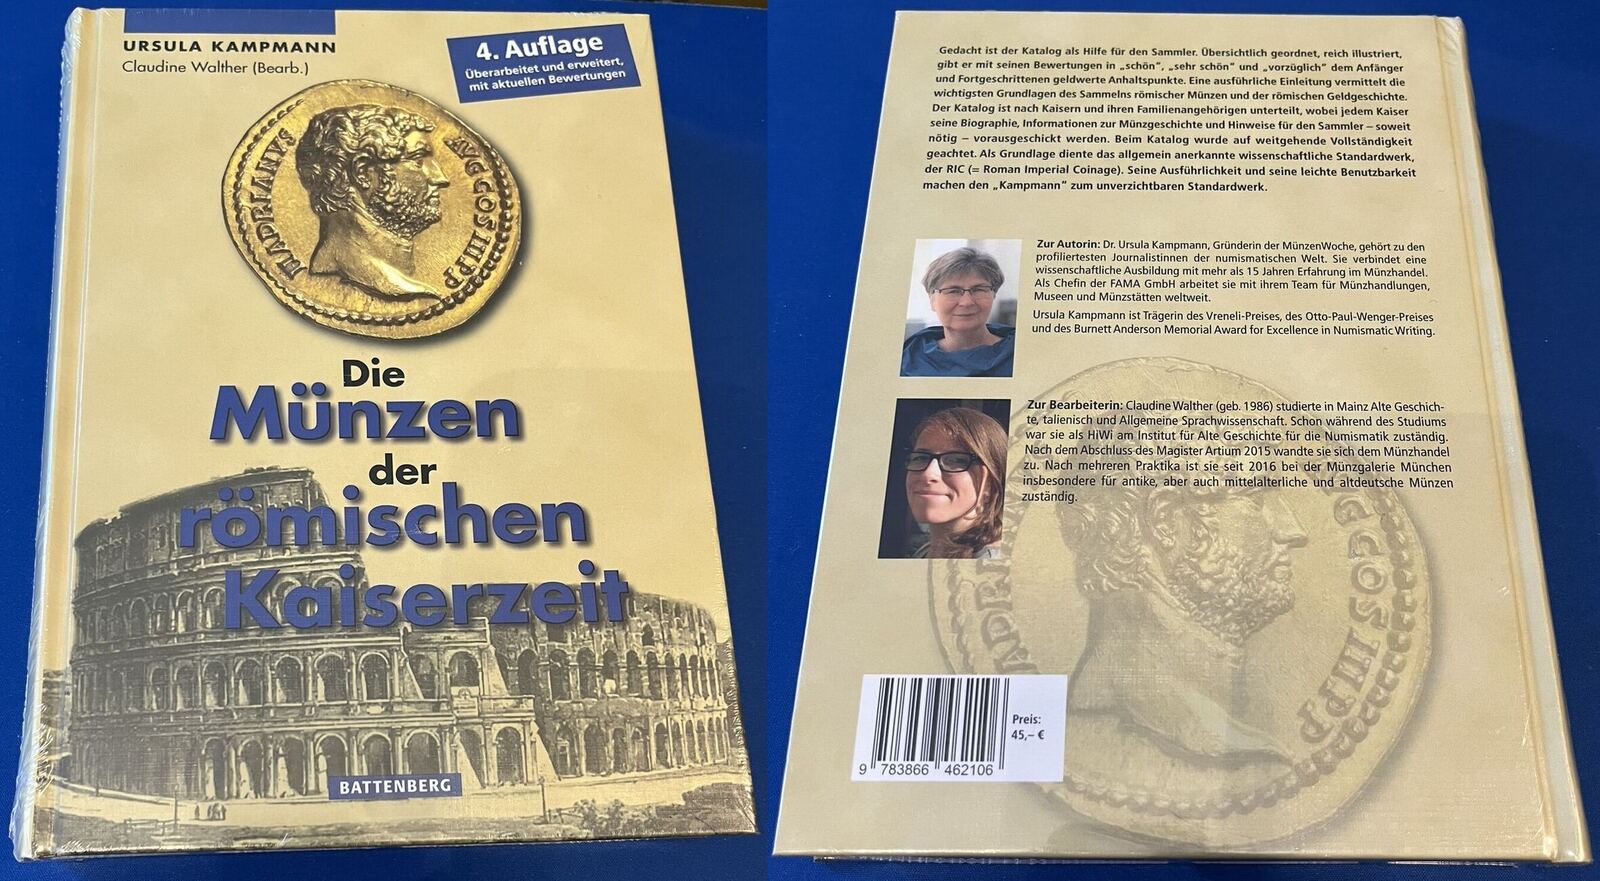 URSULA KAMPMANN
Claudine Walther (Bearb.)
4. Auflage
Überarbeitet und erweitert,
mit aktuellen Bewertungen
HADRIANVS
AVGCOSIIIPP
Die
Münzen
der
römischen
Kaiserzeit
BATTENBERG
Gedacht ist der Katalog als Hilfe für den Sammler. Übersichtlich geordnet, reich illustriert,
gibt er mit seinen Bewertungen in „schön“, „sehr schön“ und „vorzüglich“ dem Anfänger
und Fortgeschrittenen geldwerte Anhaltspunkte. Eine ausführliche Einleitung vermittelt die
wichtigsten Grundlagen des Sammelns römischer Münzen und der römischen Geldgeschichte.
Der Katalog ist nach Kaisern und ihren Familienangehörigen unterteilt, wobei jedem Kaiser
seine Biographie, Informationen zur Münzgeschichte und Hinweise für den Sammler – soweit
nötig – vorausgeschickt werden. Beim Katalog wurde auf weitgehende Vollständigkeit
geachtet. Als Grundlage diente das allgemein anerkannte wissenschaftliche Standardwerk,
der RIC (= Roman Imperial Coinage). Seine Ausführlichkeit und seine leichte Benutzbarkeit
machen den „Kampmann“ zum unverzichtbaren Standardwerk.
Zur Autorin: Dr. Ursula Kampmann, Gründerin der MünzenWoche, gehört zu den
profiliertesten Journalistinnen der numismatischen Welt. Sie verbindet eine
wissenschaftliche Ausbildung mit mehr als 15 Jahren Erfahrung im Münzhandel.
Als Chefin der FAMA GmbH arbeitet sie mit ihrem Team für Münzhandlungen,
Museen und Münzstätten weltweit.
Ursula Kampmann ist Trägerin des Vreneli-Preises, des Otto-Paul-Wenger-Preises
und des Burnett Anderson Memorial Award for Excellence in Numismatic Writing.
Zur Bearbeiterin: Claudine Walther (geb. 1986) studierte in Mainz Alte Geschich-
te, talienisch und Allgemeine Sprachwissenschaft. Schon während des Studiums
war sie als HiWi am Institut für Alte Geschichte für die Numismatik zuständig.
Nach dem Abschluss des Magister Artium 2015 wandte sie sich dem Münzhandel
zu. Nach mehreren Praktika ist sie seit 2016 bei der Münzgalerie München
insbesondere für antike, aber auch mittelalterliche und altdeutsche Münzen
zuständig.
Preis:
45,– €
9 783866 462106